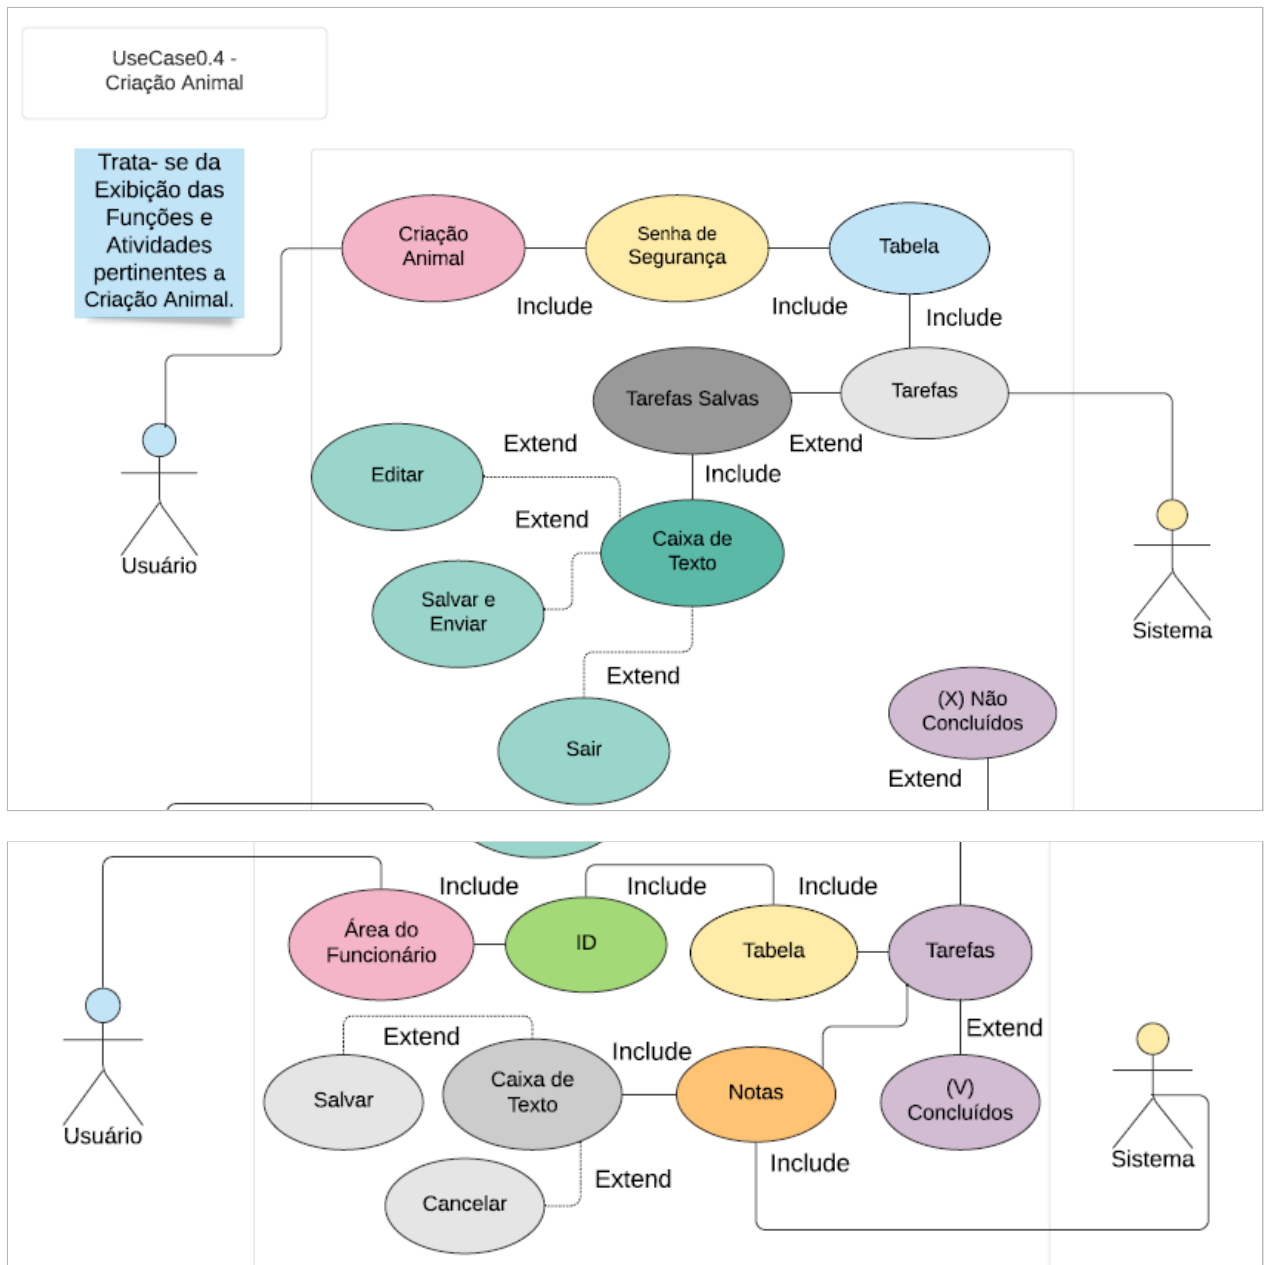 UseCase0.4 -
Criação Animal
Trata- se da
Exibição das
Funções e
Atividades
pertinentes a
Criação Animal.
Criação
Animal
Senha de
Segurança
Tabela
Include
Include
Include
Tarefas Salvas
Tarefas
Extend
Extend
Include
Editar
Extend
Caixa de
Texto
Salvar e
Enviar
Usuário
Sistema
Extend
(X) Não
Concluídos
Sair
Extend
Include
Include
Include
Área do
Funcionário
ID
Tabela
Tarefas
Extend
Extend
Include
Caixa de
Texto
Notas
(V)
Concluídos
Salvar
Usuário
Include
Sistema
Extend
Cancelar